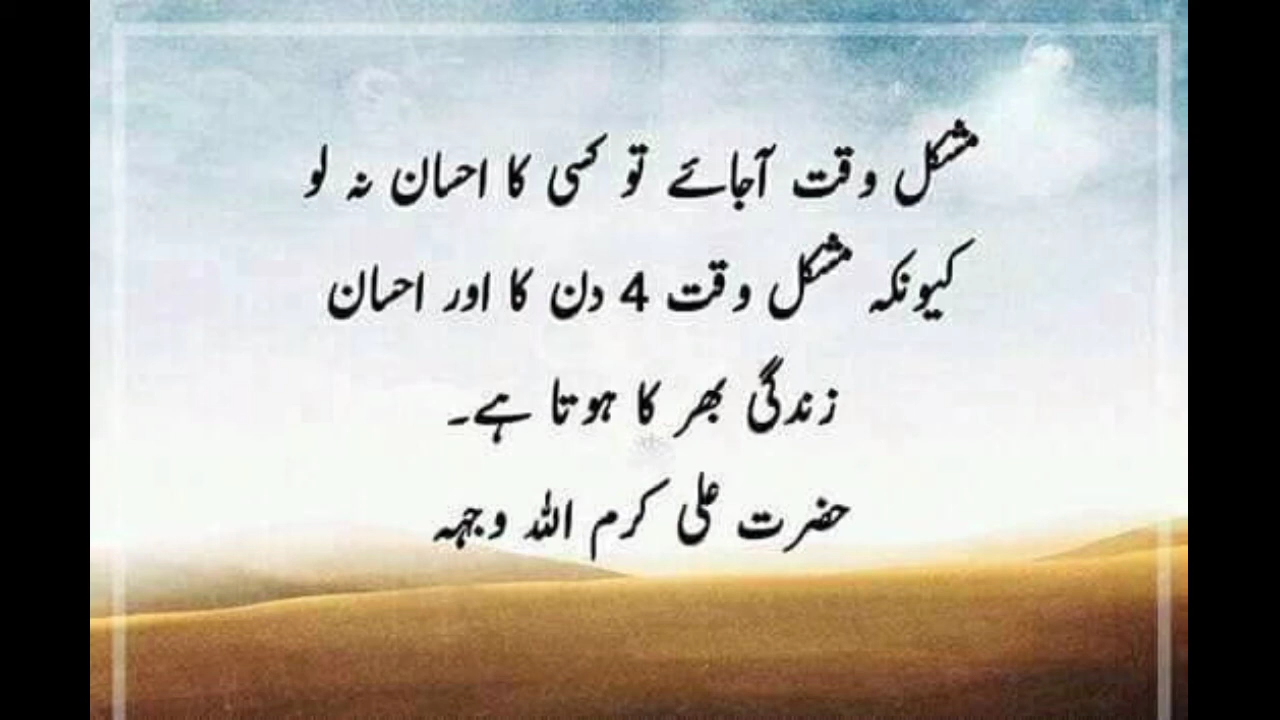 مشکل وقت آجائے تو کسی کا احسان نہ لو
کیونکہ مشکل وقت 4 دن کا اور احسان
زندگی بھر کا ہوتا ہے۔
حضرت علی کرم اللہ وجہہ